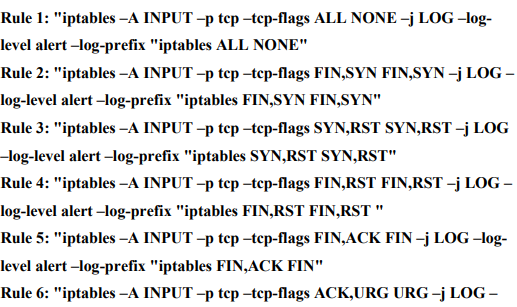 Rule 1: "iptables –A INPUT –p tcp –tcp-flags ALL NONE –j LOG –log-
level alert –log-prefix "iptables ALL NONE"
Rule 2: "iptables –A INPUT –p tcp –tcp-flags FIN,SYN FIN,SYN –j LOG –
log-level alert –log-prefix "iptables FIN,SYN FIN,SYN"
Rule 3: "iptables –A INPUT –p tcp –tcp-flags SYN,RST SYN,RST –j LOG
–log-level alert –log-prefix "iptables SYN,RST SYN,RST"
Rule 4: "iptables –A INPUT –p tcp –tcp-flags FIN,RST FIN,RST –j LOG –
log-level alert –log-prefix "iptables FIN,RST FIN,RST "
Rule 5: "iptables –A INPUT –p tcp –tcp-flags FIN,ACK FIN –j LOG –log-
level alert –log-prefix "iptables FIN,ACK FIN"
Rule 6: "iptables –A INPUT –p tcp –tcp-flags ACK,URG URG –j LOG –